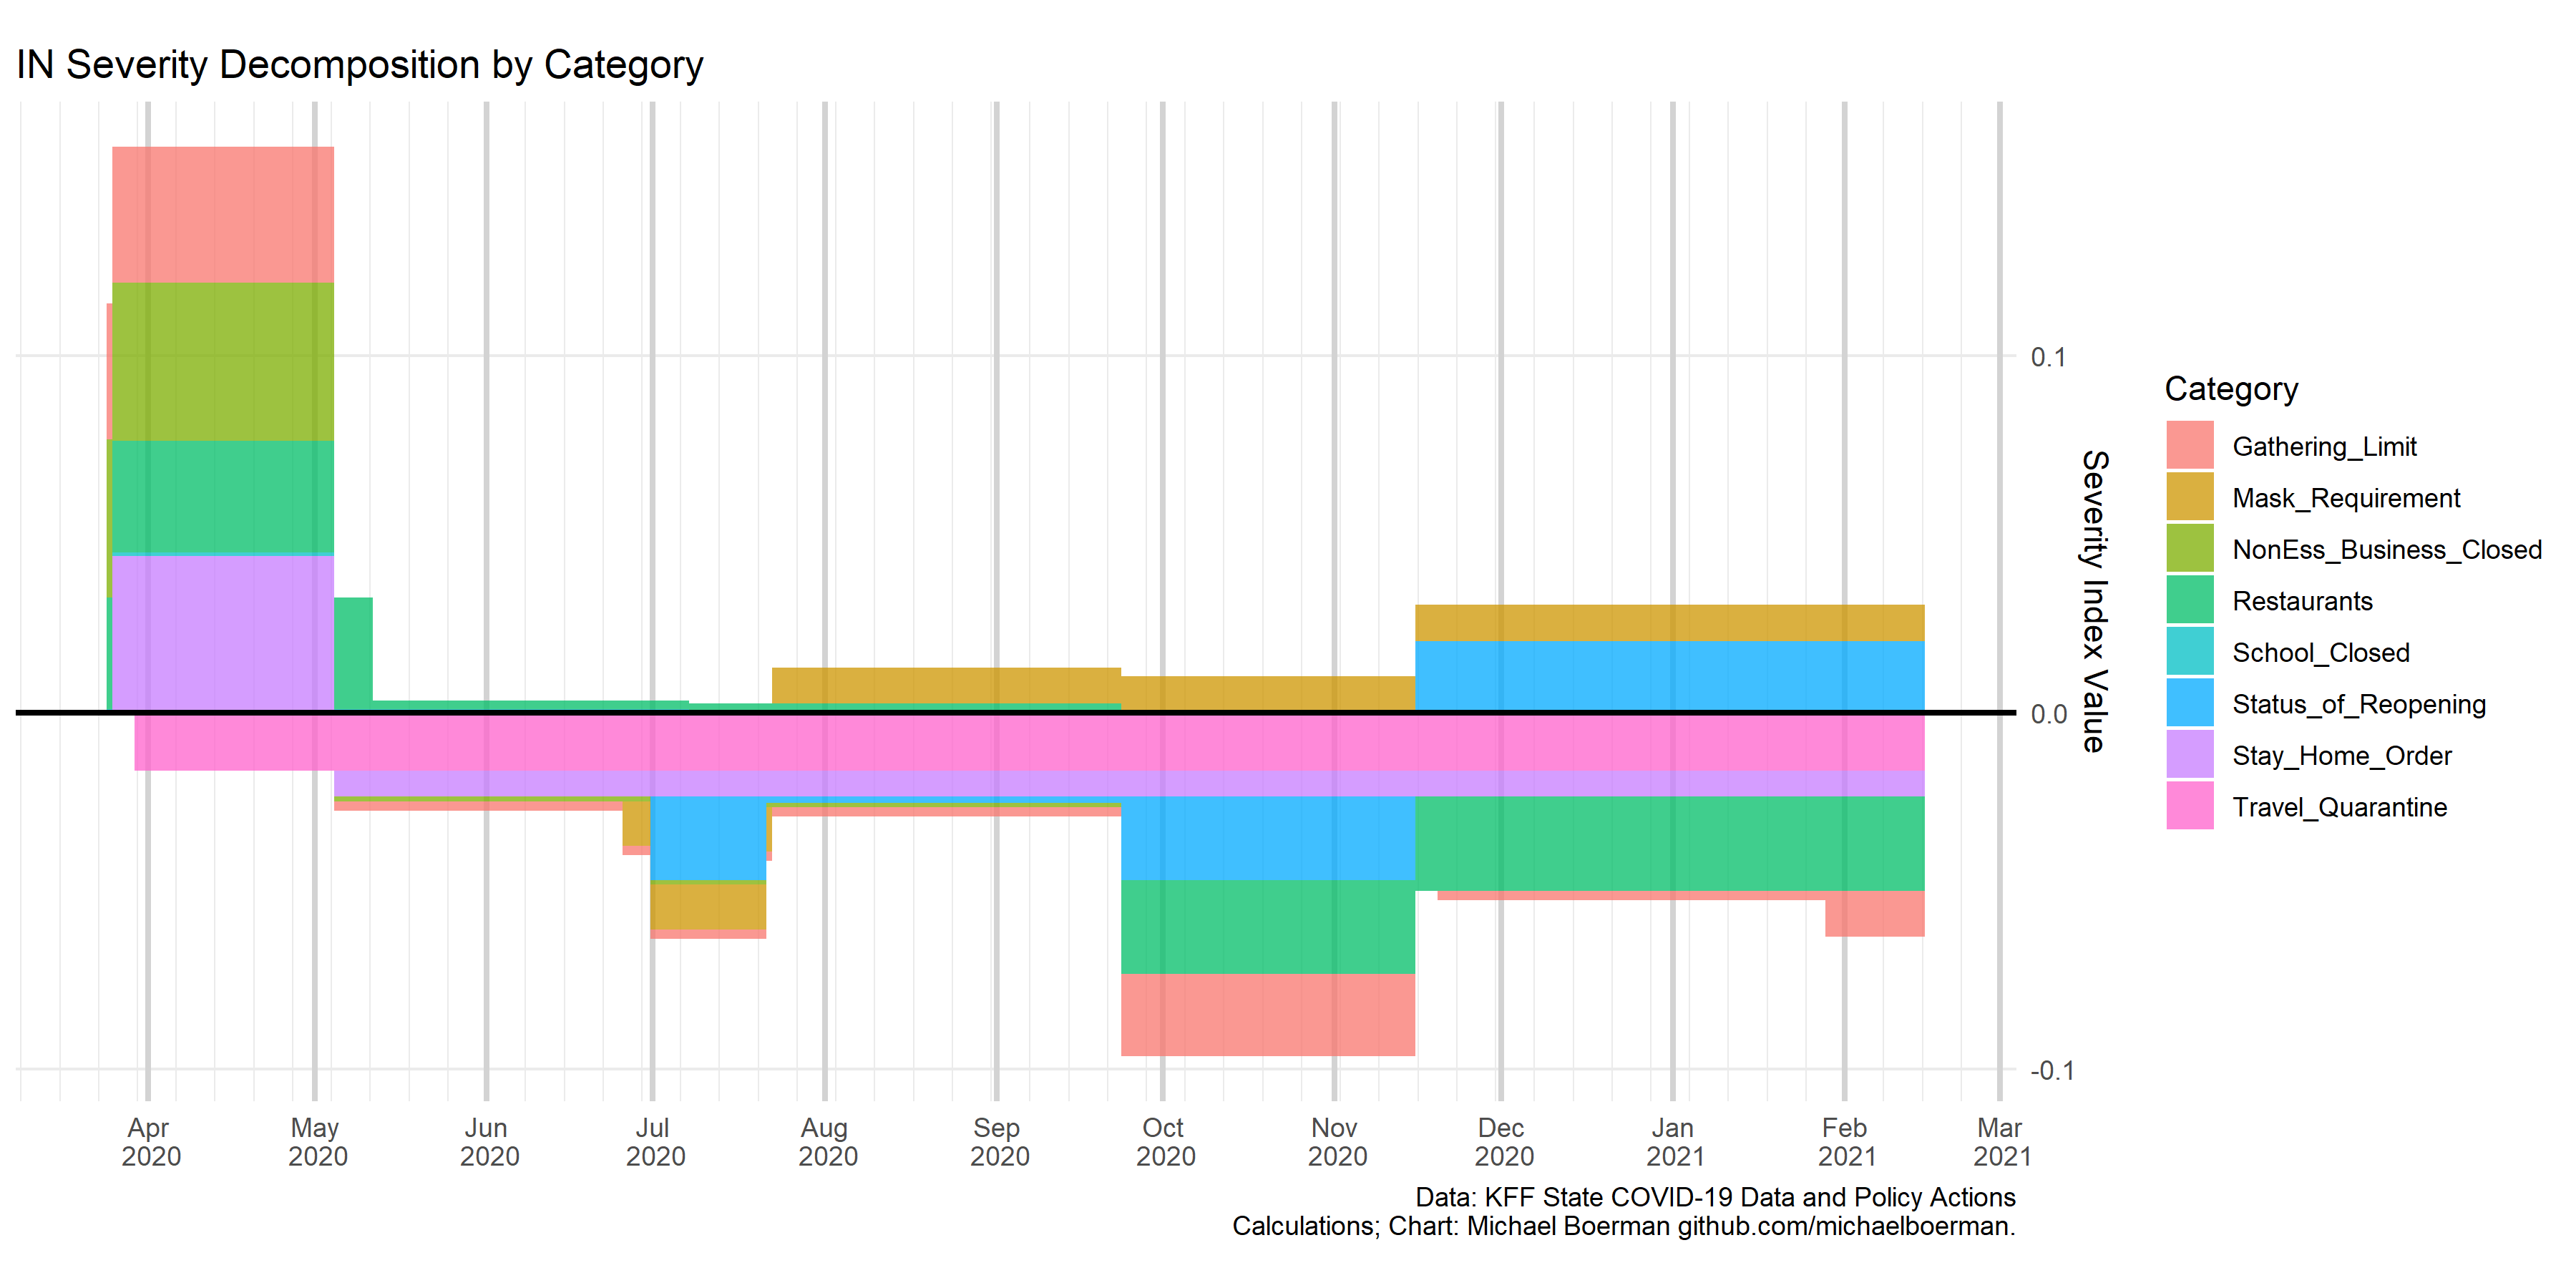 IN Severity Decomposition by Category
0.1
0.0
-0.1
Severity Index Value
Category
Gathering_Limit
Mask_Requirement
NonEss_Business_Closed
Restaurants
School_Closed
Status_of_Reopening
Stay_Home_Order
Travel_Quarantine
Apr
2020
May
2020
Jun
2020
Jul
2020
Aug
2020
Sep
2020
Oct
2020
Nov
2020
Dec
2020
Jan
2021
Feb
2021
Mar
2021
Data: KFF State COVID-19 Data and Policy Actions
Calculations; Chart: Michael Boerman github.com/michaelboerman.